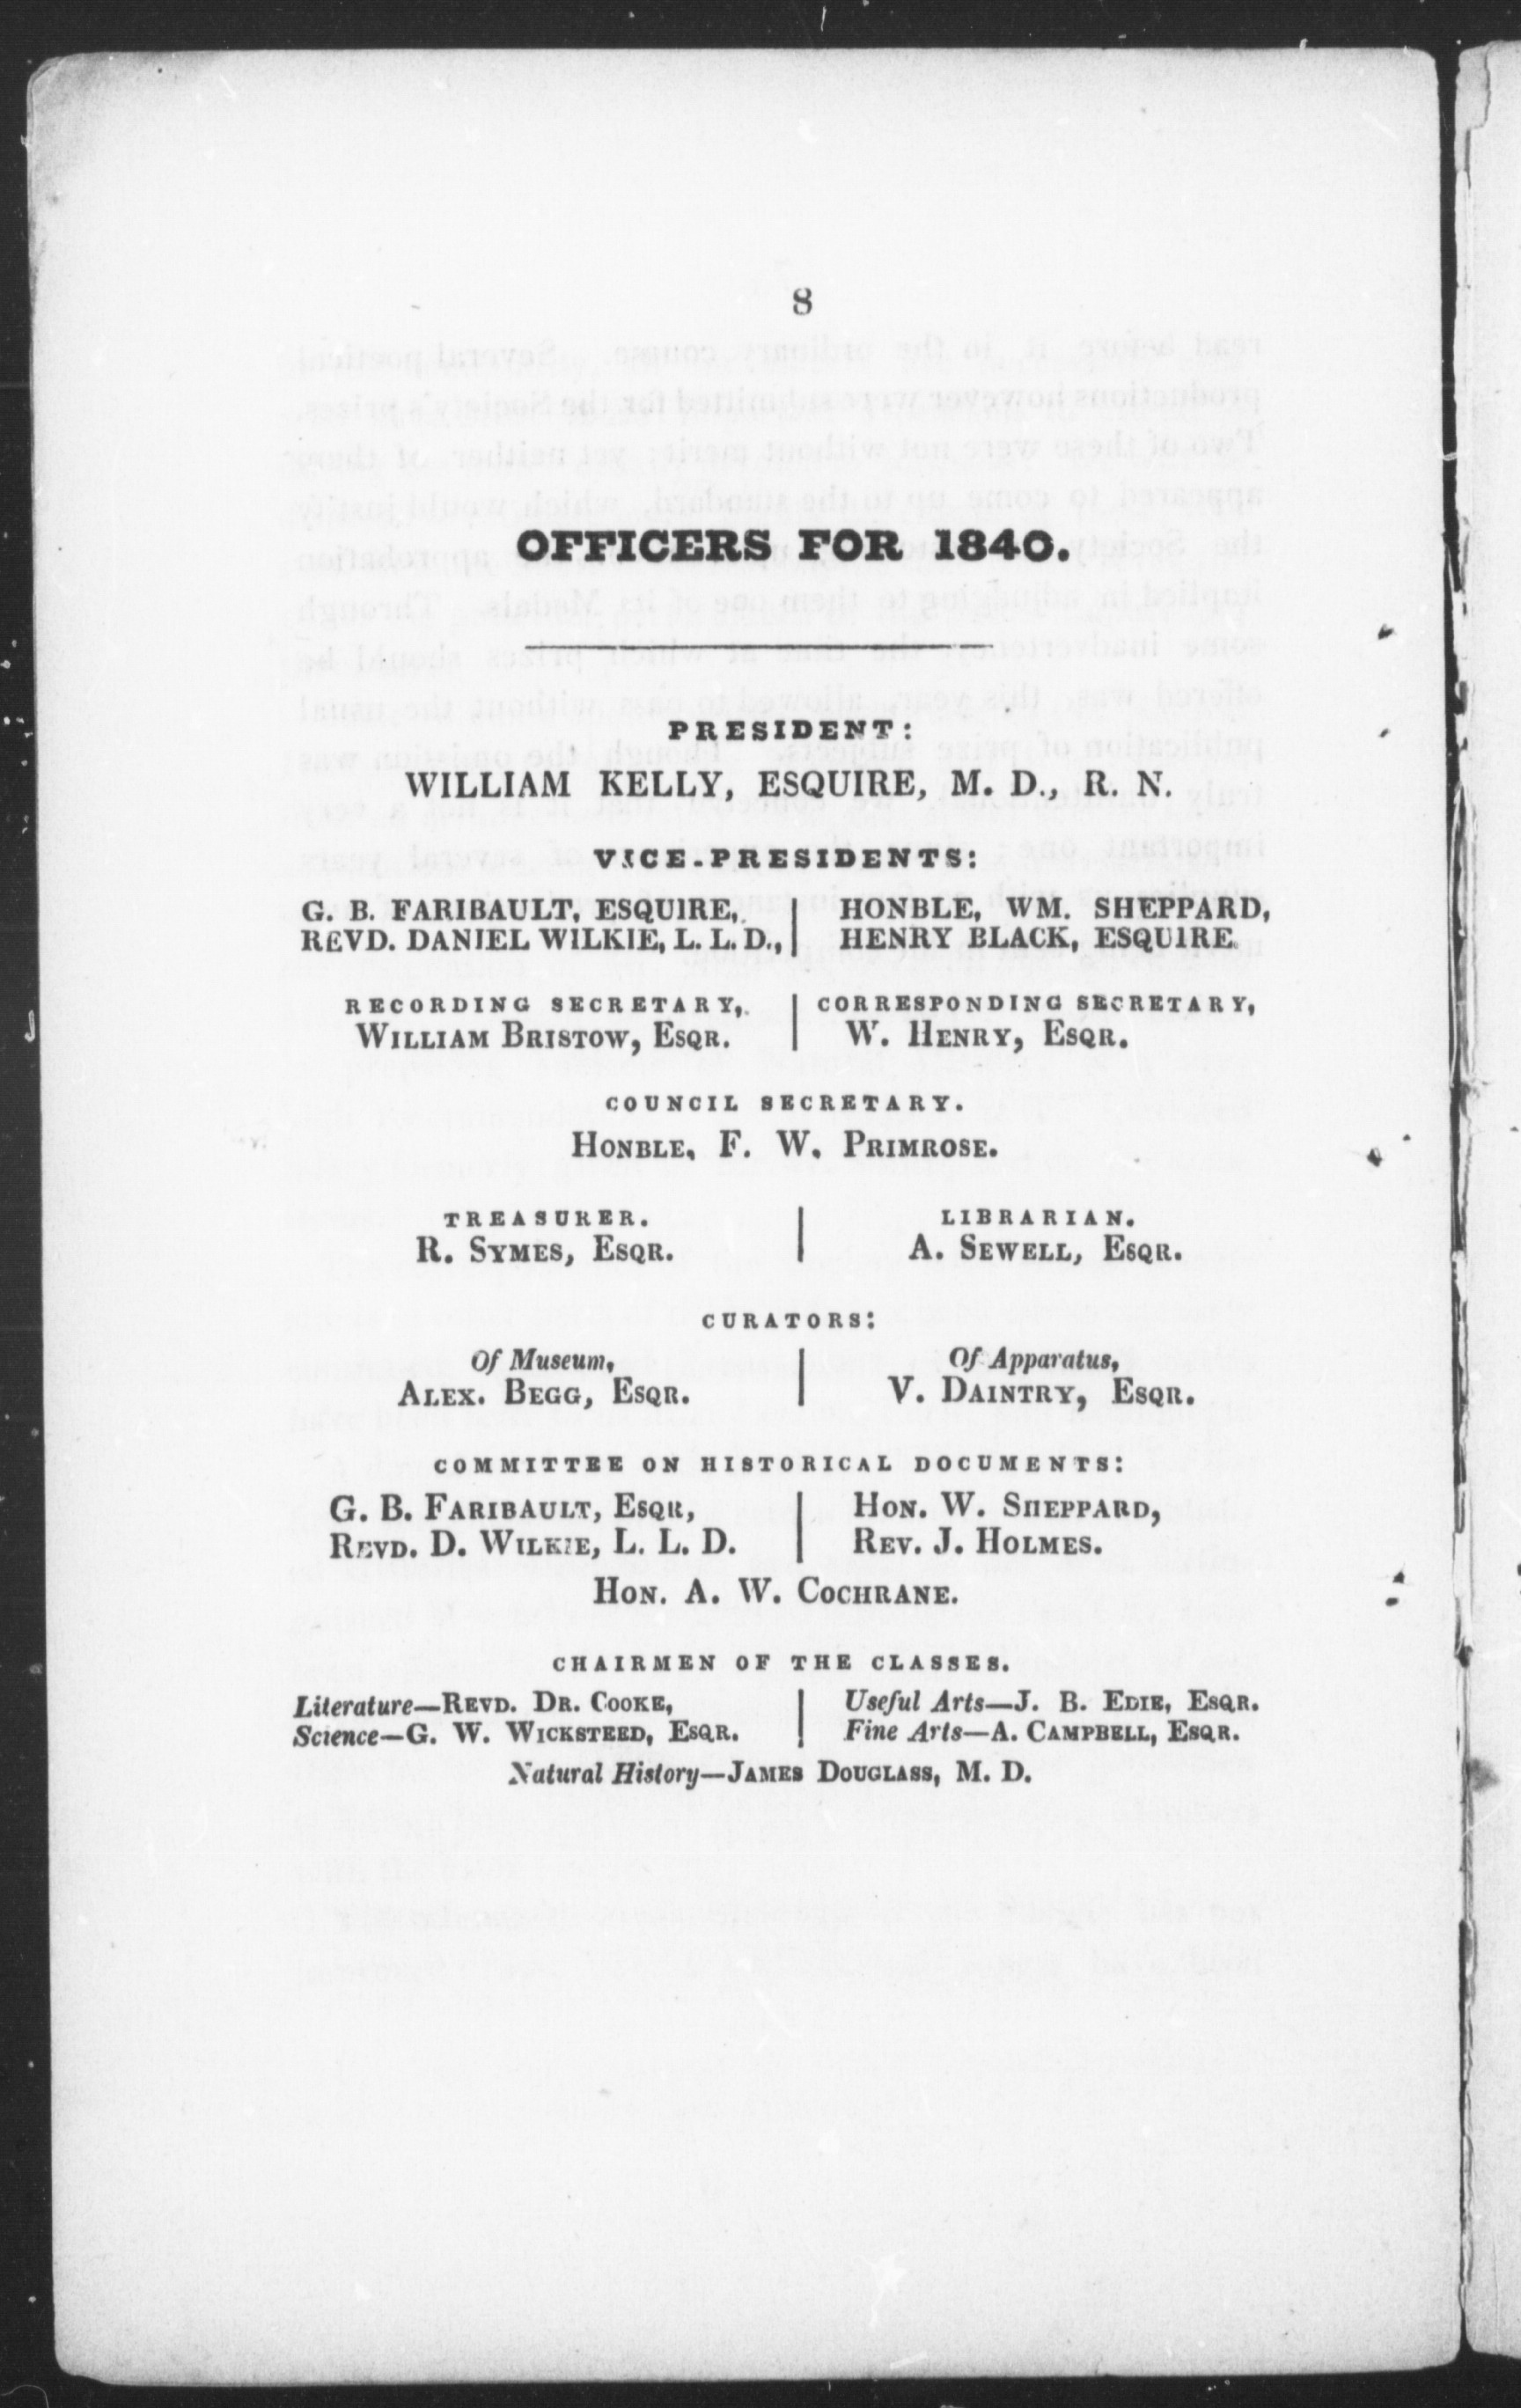 8
OFFICERS FOR 1840.
PRESIDENT:
WILLIAM KELLY, ESQUIRE, M. D., R. N.
VICE-PRESIDENTS:
G. B. FARIBAULT, ESQUIRE,
REVD. DANIEL WILKIE, L. L. D.,
HONBLE, WM. SHEPPARD,
HENRY BLACK, ESQUIRE.
RECORDING SECRETARY,
WILLIAM BRISTOW, ESQR.
CORRESPONDING SECRETARY,
W. HENRY, ESQR.
COUNCIL SECRETARY.
HONBLE, F. W. PRIMROSE.
TREASURER.
R. SYMES, ESQR.
LIBRARIAN.
A. SEWELL, ESQR.
CURATORS:
Of Museum,
ALEX. BEGG, ESQR.
Of Apparatus,
V. DAINTRY, ESQR.
COMMITTEE ON HISTORICAL DOCUMENTS:
G. B. FARIBAULT, ESQR,
REVD. D. WILKIE, L. L. D.
HON. W. SHEPPARD,
REV. J. HOLMES.
HON. A. W. COCHRANE.
CHAIRMEN OF THE CLASSES.
Literature—REVD. DR. COOKE,
Science—G. W. WICKSTEED, ESQR.
Useful Arts—J. B. EDIE, ESQR.
Fine Arts—A. CAMPBELL, ESQR.
Natural History—JAMES DOUGLASS, M. D.